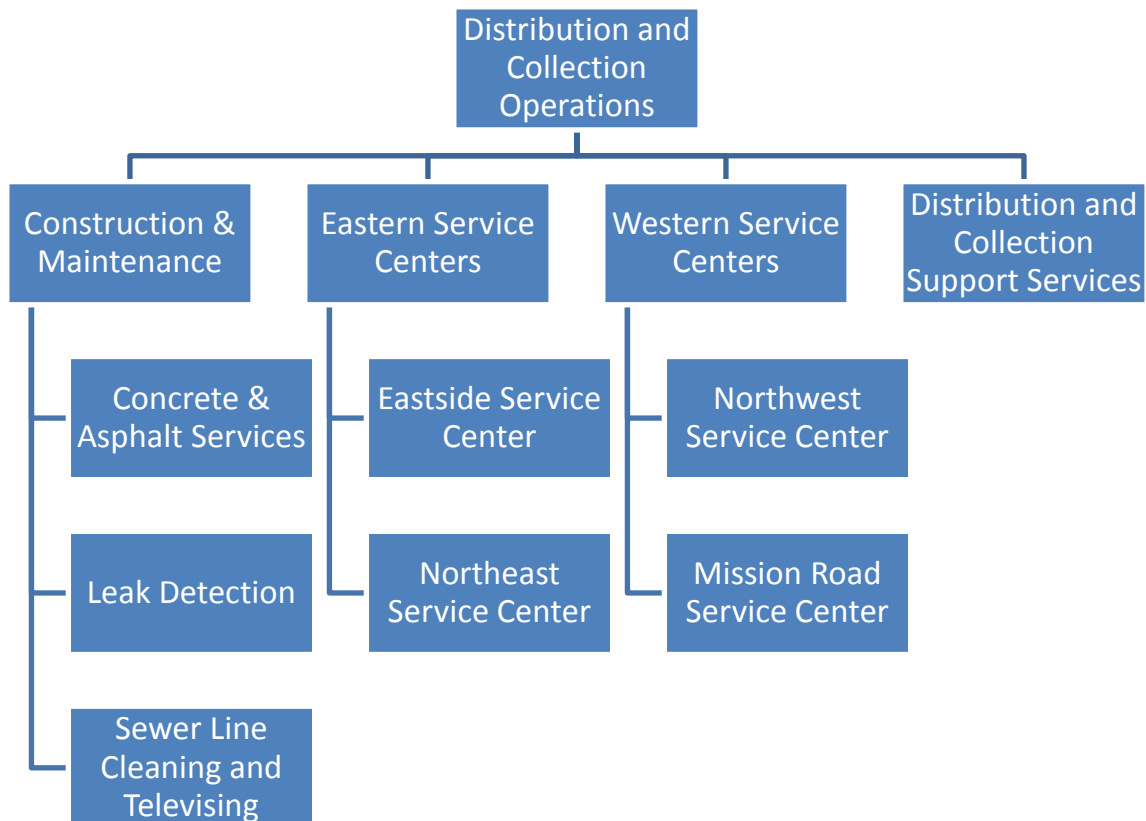 Distribution and
Collection
Operations
Construction &
Maintenance
Eastern Service
Centers
Western Service
Centers
Distribution and
Collection
Support Services
Concrete &
Asphalt Services
Eastside Service
Center
Northwest
Service Center
Leak Detection
Northeast
Service Center
Mission Road
Service Center
Sewer Line
Cleaning and
Televising